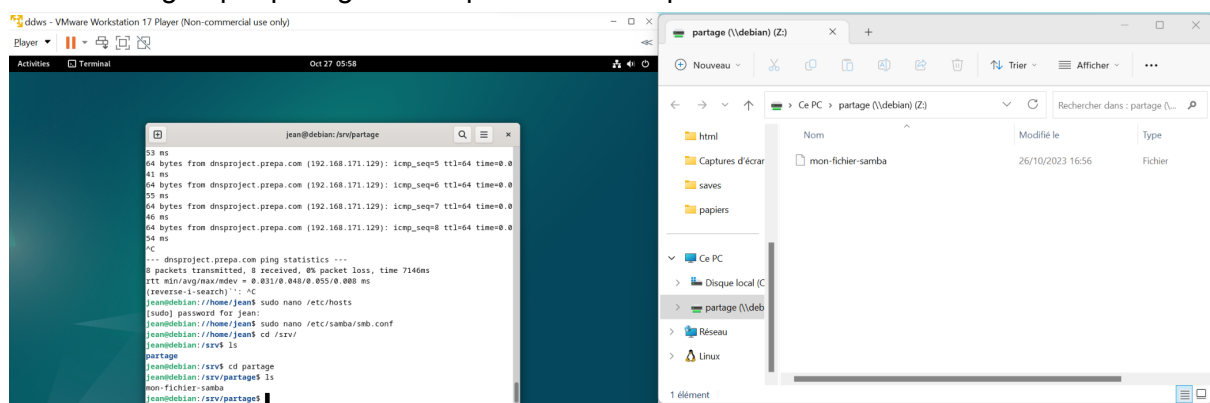 ddws - VMware Workstation 17 Player (Non-commercial use only)
Player
Activities Terminal Oct 27 05:58
jean@debian: /srv/partage
53 ms
64 bytes from dnsproject.prepa.com (192.168.171.129): icmp_seq=5 ttl=64 time=0.0
41 ms
64 bytes from dnsproject.prepa.com (192.168.171.129): icmp_seq=6 ttl=64 time=0.0
55 ms
64 bytes from dnsproject.prepa.com (192.168.171.129): icmp_seq=7 ttl=64 time=0.0
46 ms
64 bytes from dnsproject.prepa.com (192.168.171.129): icmp_seq=8 ttl=64 time=0.0
54 ms
^C
--- dnsproject.prepa.com ping statistics ---
8 packets transmitted, 8 received, 0% packet loss, time 7146ms
rtt min/avg/max/mdev = 0.031/0.048/0.055/0.008 ms
(reverse-i-search)`': ^C
jean@debian://home/jean$ sudo nano /etc/hosts
[sudo] password for jean:
jean@debian://home/jean$ sudo nano /etc/samba/smb.conf
jean@debian://home/jean$ cd /srv/
jean@debian:/srv$ ls
partage
jean@debian:/srv$ cd partage
jean@debian:/srv/partage$ ls
mon-fichier-samba
jean@debian:/srv/partage$
partage (\\debian) (Z:)
Nouveau Trier Afficher
Ce PC > partage (\\debian) (Z:)
Rechercher dans : partage (\...
Nom Modifié le Type
mon-fichier-samba 26/10/2023 16:56 Fichier
html
Captures d'écrar
saves
papiers
Ce PC
Disque local (C
partage (\\deb
Réseau
Linux
1 élément